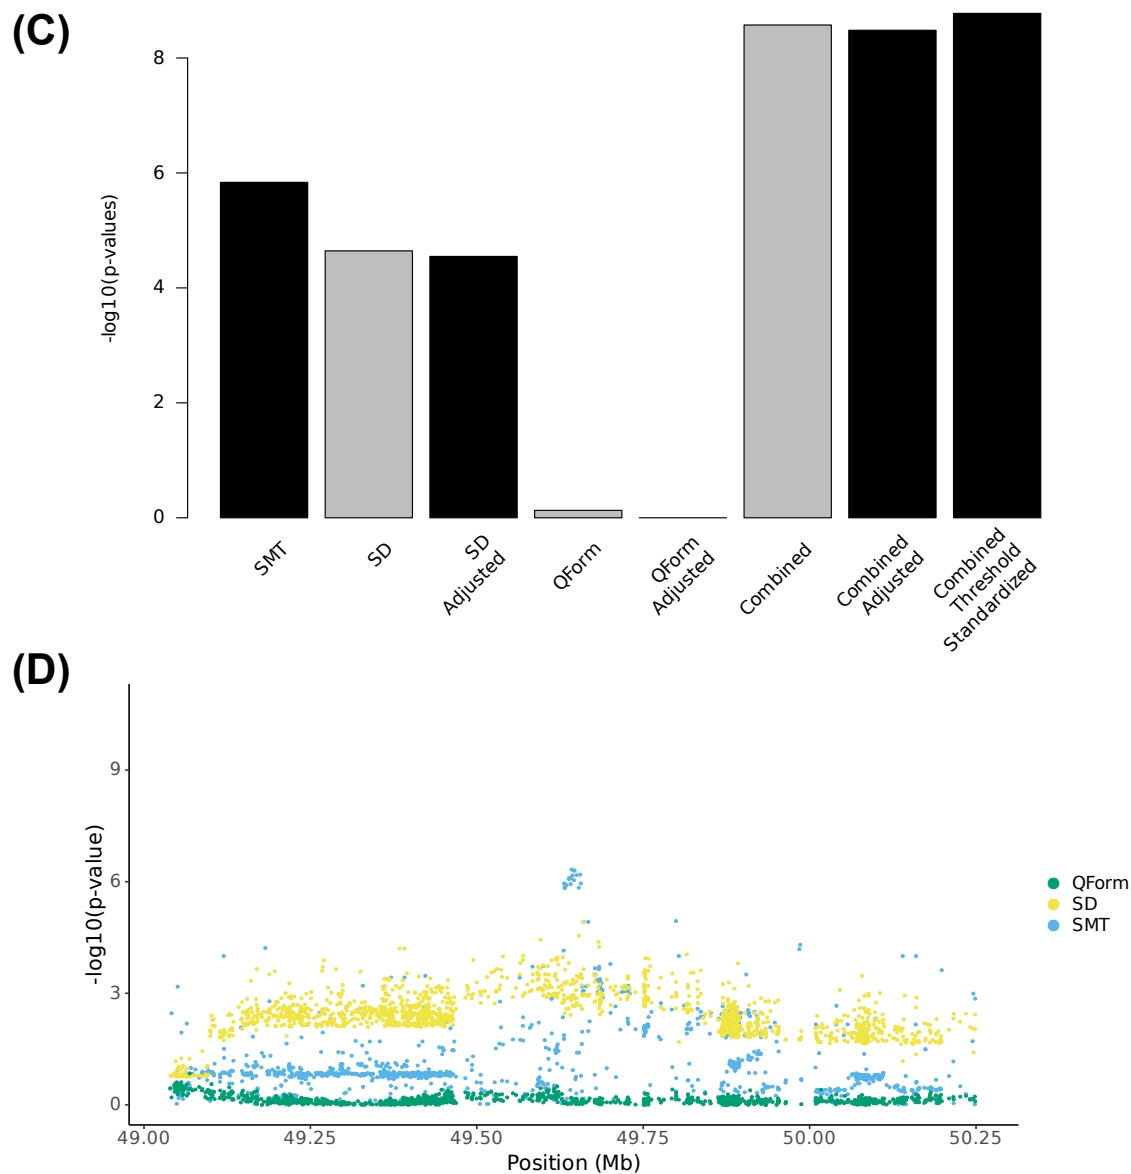 (C)
8
6
4
2
0
-log10(p-values)
SMT
SD
SD
Adjusted
QForm
QForm
Adjusted
Combined
Combined
Adjusted
Combined
Threshold
Standardized
(D)
9
6
3
0
-log10(p-value)
49.00
49.25
49.50
49.75
50.00
50.25
Position (Mb)
QForm
SD
SMT